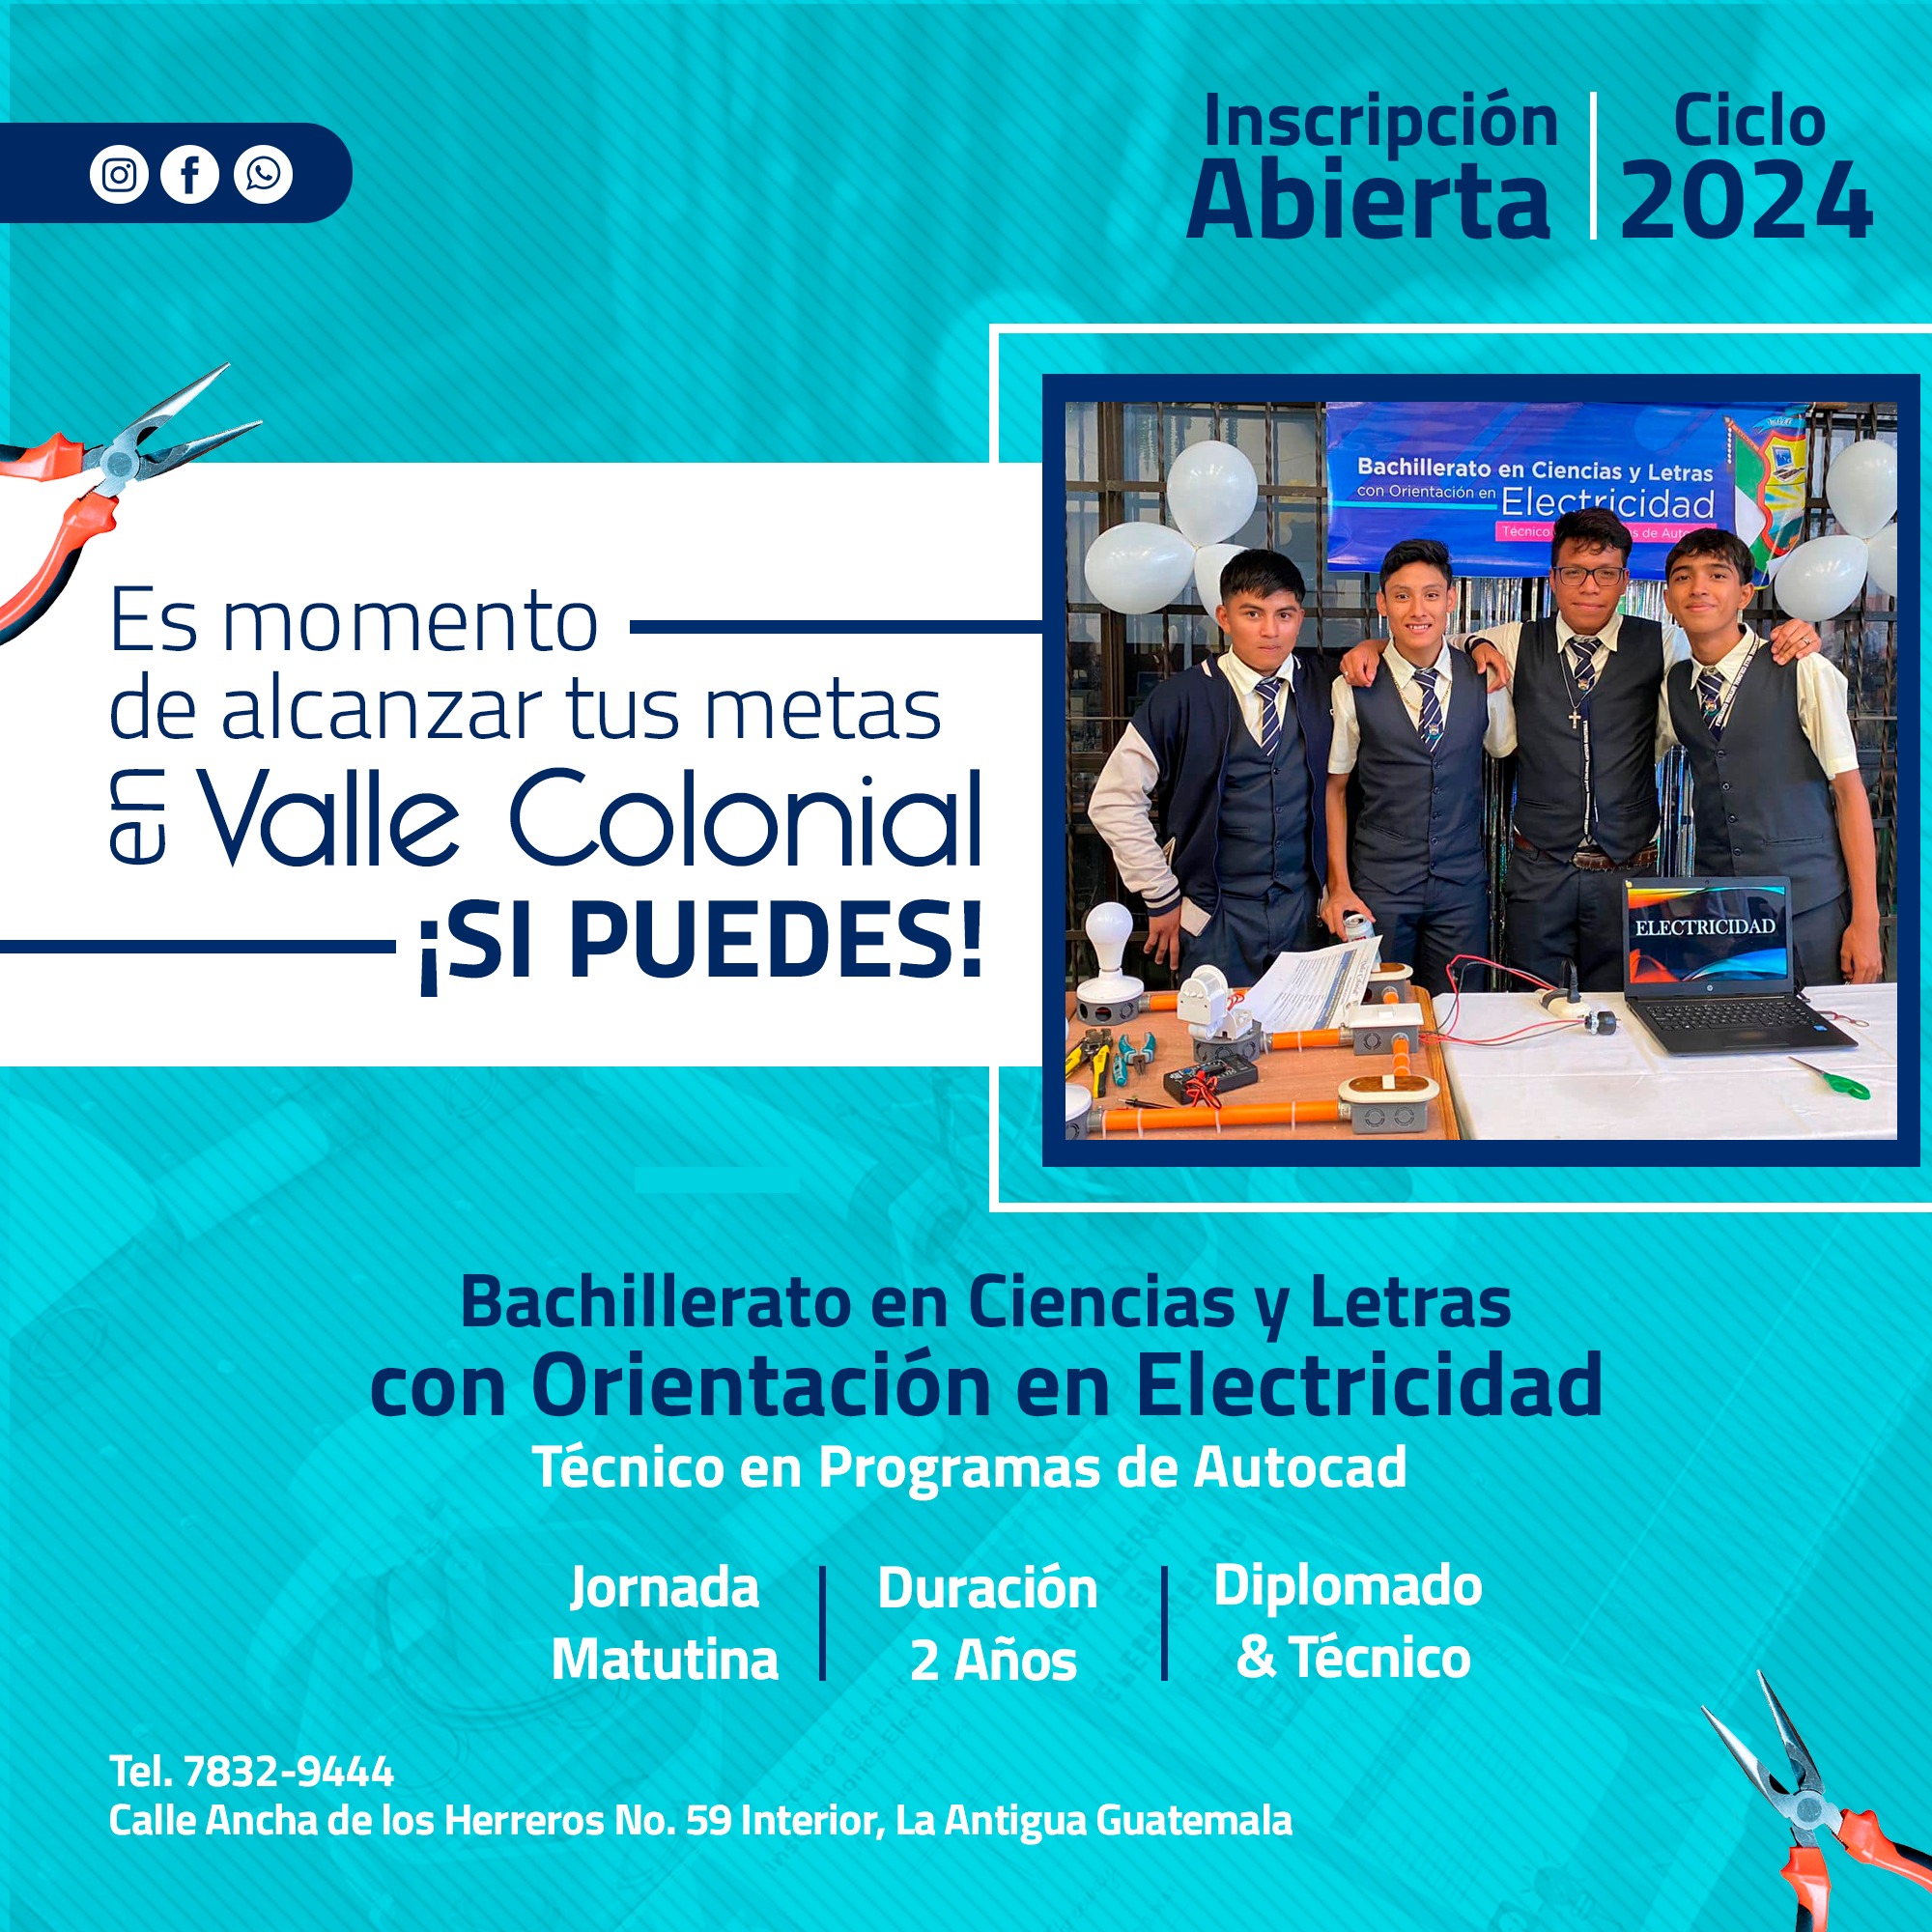 Inscripción
Abierta
Ciclo
2024
Bachillerato en Ciencias y Letras
con Orientación en Electricidad
Técnico
Es momento
de alcanzar tus metas
en Valle Colonial
¡SI PUEDES!
ELECTRICIDAD
Bachillerato en Ciencias y Letras
con Orientación en Electricidad
Técnico en Programas de Autocad
Jornada
Matutina
Duración
2 Años
Diplomado
& Técnico
Tel. 7832-9444
Calle Ancha de los Herreros No. 59 Interior, La Antigua Guatemala